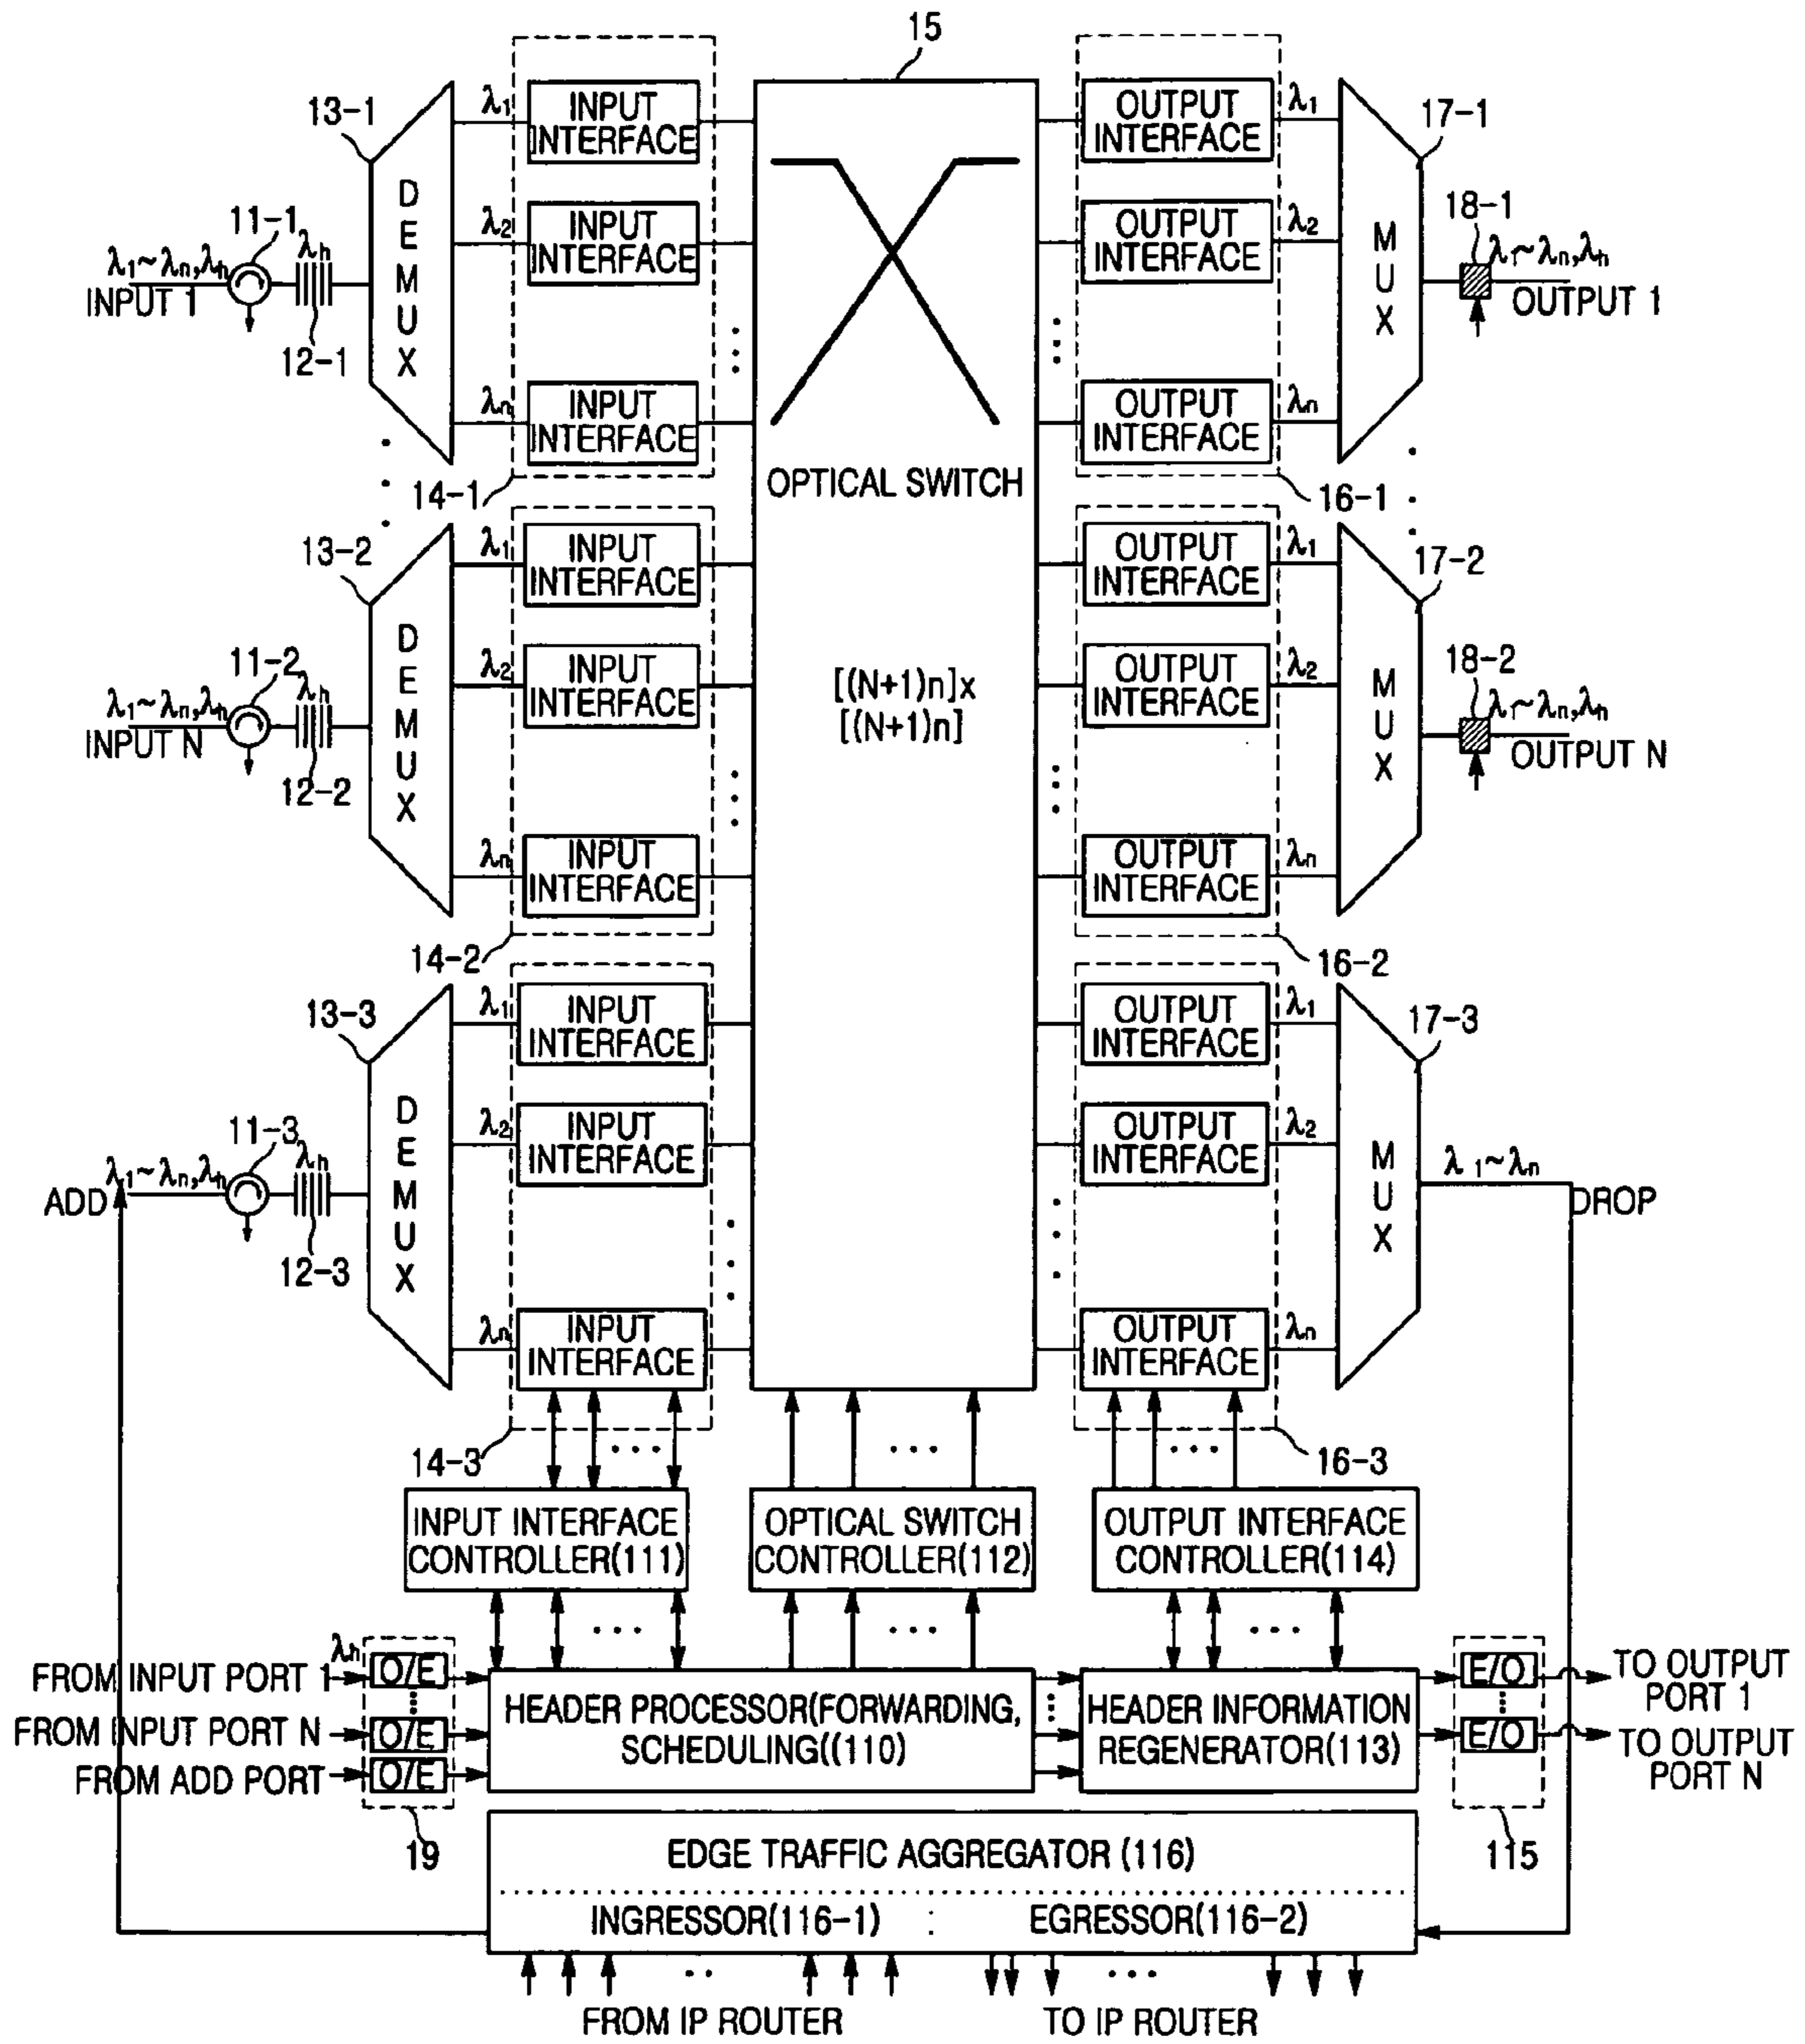 15
13-1
λ1
INPUT
INTERFACE
OUTPUT
INTERFACE
λ1
17-1
DEMUX
λ2
INPUT
INTERFACE
OUTPUT
INTERFACE
λ2
MUX
11-1
λ1~λn,λh
λh
INPUT 1
12-1
18-1
λ1~λn,λh
OUTPUT 1
λn
INPUT
INTERFACE
OUTPUT
INTERFACE
λn
14-1
OPTICAL SWITCH
16-1
13-2
λ1
INPUT
INTERFACE
OUTPUT
INTERFACE
λ1
17-2
DEMUX
λ2
INPUT
INTERFACE
[(N+1)n]x
[(N+1)n]
OUTPUT
INTERFACE
λ2
MUX
11-2
λ1~λn,λh
λh
INPUT N
12-2
18-2
λ1~λn,λh
OUTPUT N
λn
INPUT
INTERFACE
OUTPUT
INTERFACE
λn
14-2
16-2
13-3
λ1
INPUT
INTERFACE
OUTPUT
INTERFACE
λ1
17-3
DEMUX
λ2
INPUT
INTERFACE
OUTPUT
INTERFACE
λ2
MUX
11-3
λ1~λn,λh
λh
ADD
12-3
λ1~λn
DROP
λn
INPUT
INTERFACE
OUTPUT
INTERFACE
λn
14-3
16-3
INPUT INTERFACE
CONTROLLER(111)
OPTICAL SWITCH
CONTROLLER(112)
OUTPUT INTERFACE
CONTROLLER(114)
λh
FROM INPUT PORT 1
O/E
FROM INPUT PORT N
O/E
FROM ADD PORT
O/E
19
HEADER PROCESSOR(FORWARDING,
SCHEDULING((110)
HEADER INFORMATION
REGENERATOR(113)
E/O
TO OUTPUT
PORT 1
E/O
TO OUTPUT
PORT N
115
EDGE TRAFFIC AGGREGATOR (116)
INGRESSOR(116-1)
EGRESSOR(116-2)
FROM IP ROUTER
TO IP ROUTER